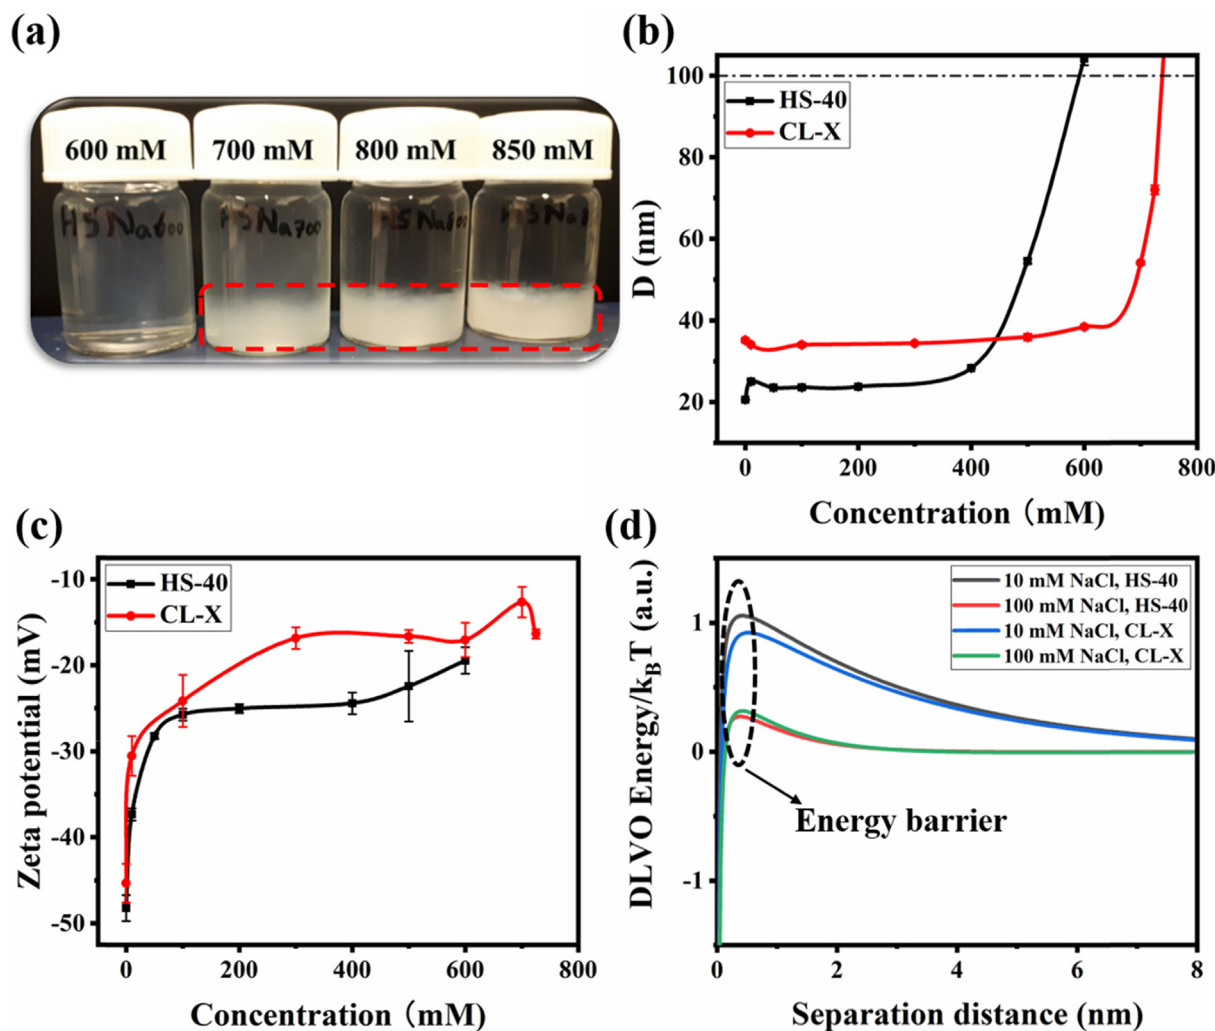 (a)
600 mM 700 mM 800 mM 850 mM
HSNa600 HSNa700 HSNa800 HSNa8
(b)
D (nm)
100
80
60
40
20
HS-40
CL-X
0 200 400 600 800
Concentration (mM)
(c)
Zeta potential (mV)
-10
-20
-30
-40
-50
HS-40
CL-X
0 200 400 600 800
Concentration (mM)
(d)
DLVO Energy/kBT (a.u.)
1
0
-1
10 mM NaCl, HS-40
100 mM NaCl, HS-40
10 mM NaCl, CL-X
100 mM NaCl, CL-X
Energy barrier
0 2 4 6 8
Separation distance (nm)